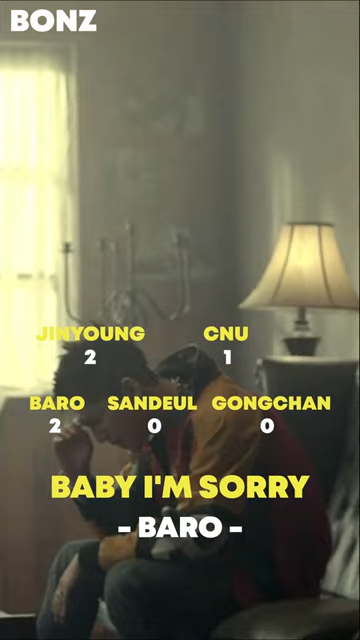 BONZ
JINYOUNG CNU
2 1
BARO SANDEUL GONGCHAN
2 0 0
BABY I'M SORRY
- BARO -